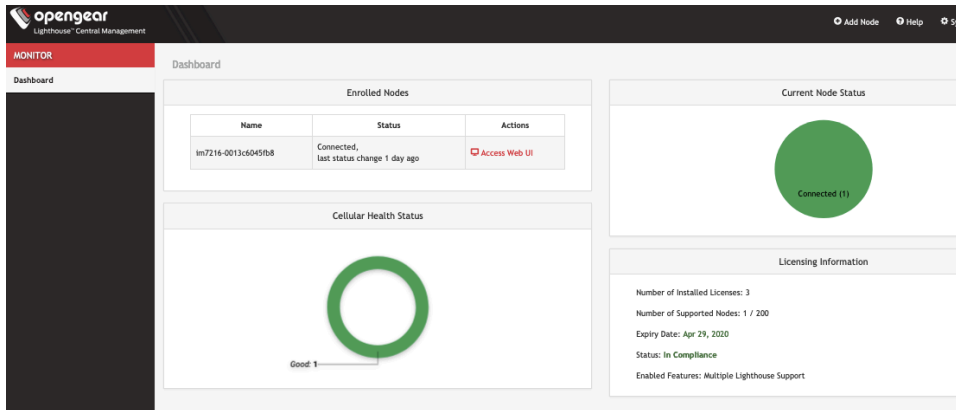 opengear
Lighthouse™ Central Management
Add Node
Help
MONITOR
Dashboard
Dashboard
Enrolled Nodes
Name Status Actions
im7216-0013c6045fb8
Connected,
last status change 1 day ago
Access Web UI
Current Node Status
Connected (1)
Cellular Health Status
Good: 1
Licensing Information
Number of Installed Licenses: 3
Number of Supported Nodes: 1 / 200
Expiry Date: Apr 29, 2020
Status: In Compliance
Enabled Features: Multiple Lighthouse Support